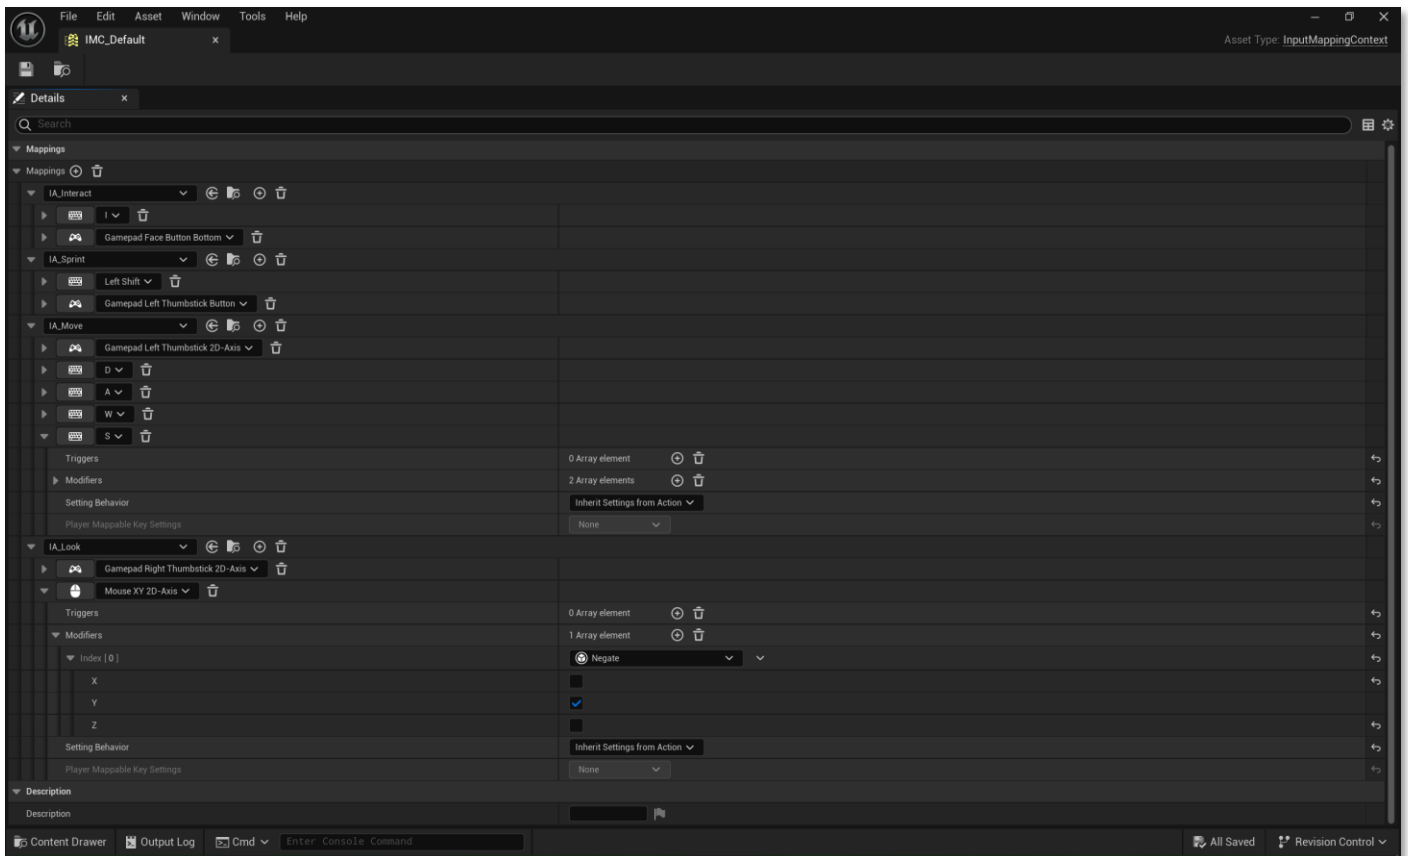 File Edit Asset Window Tools Help
IMC_Default
Asset Type: InputMappingContext
Details
Search
Mappings
Mappings
IA_Interact
I
Gamepad Face Button Bottom
IA_Sprint
Left Shift
Gamepad Left Thumbstick Button
IA_Move
Gamepad Left Thumbstick 2D-Axis
D
A
W
S
Triggers 0 Array element
Modifiers 2 Array elements
Setting Behavior Inherit Settings from Action
Player Mappable Key Settings None
IA_Look
Gamepad Right Thumbstick 2D-Axis
Mouse XY 2D-Axis
Triggers 0 Array element
Modifiers 1 Array element
Index [ 0 ] Negate
X
Y
Z
Setting Behavior Inherit Settings from Action
Player Mappable Key Settings None
Description
Description
Content Drawer Output Log Cmd Enter Console Command All Saved Revision Control